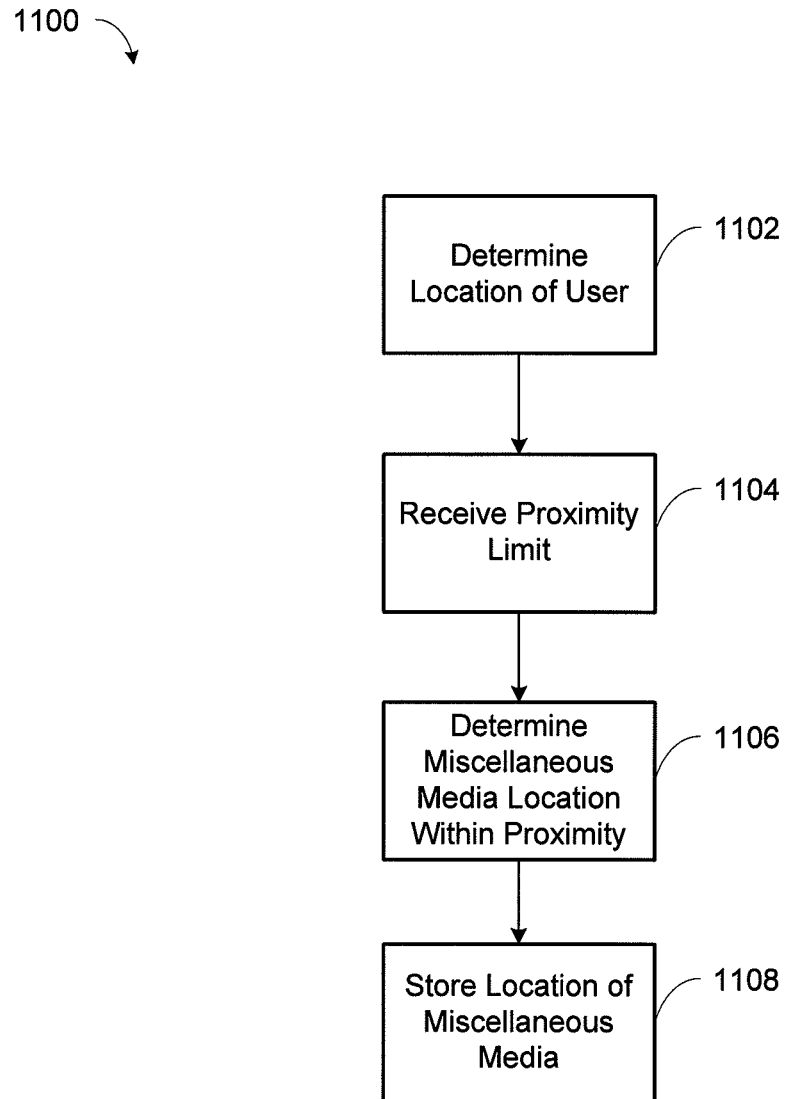 1100
Determine
Location of User
1102
Receive Proximity
Limit
1104
Determine
Miscellaneous
Media Location
Within Proximity
1106
Store Location of
Miscellaneous
Media
1108